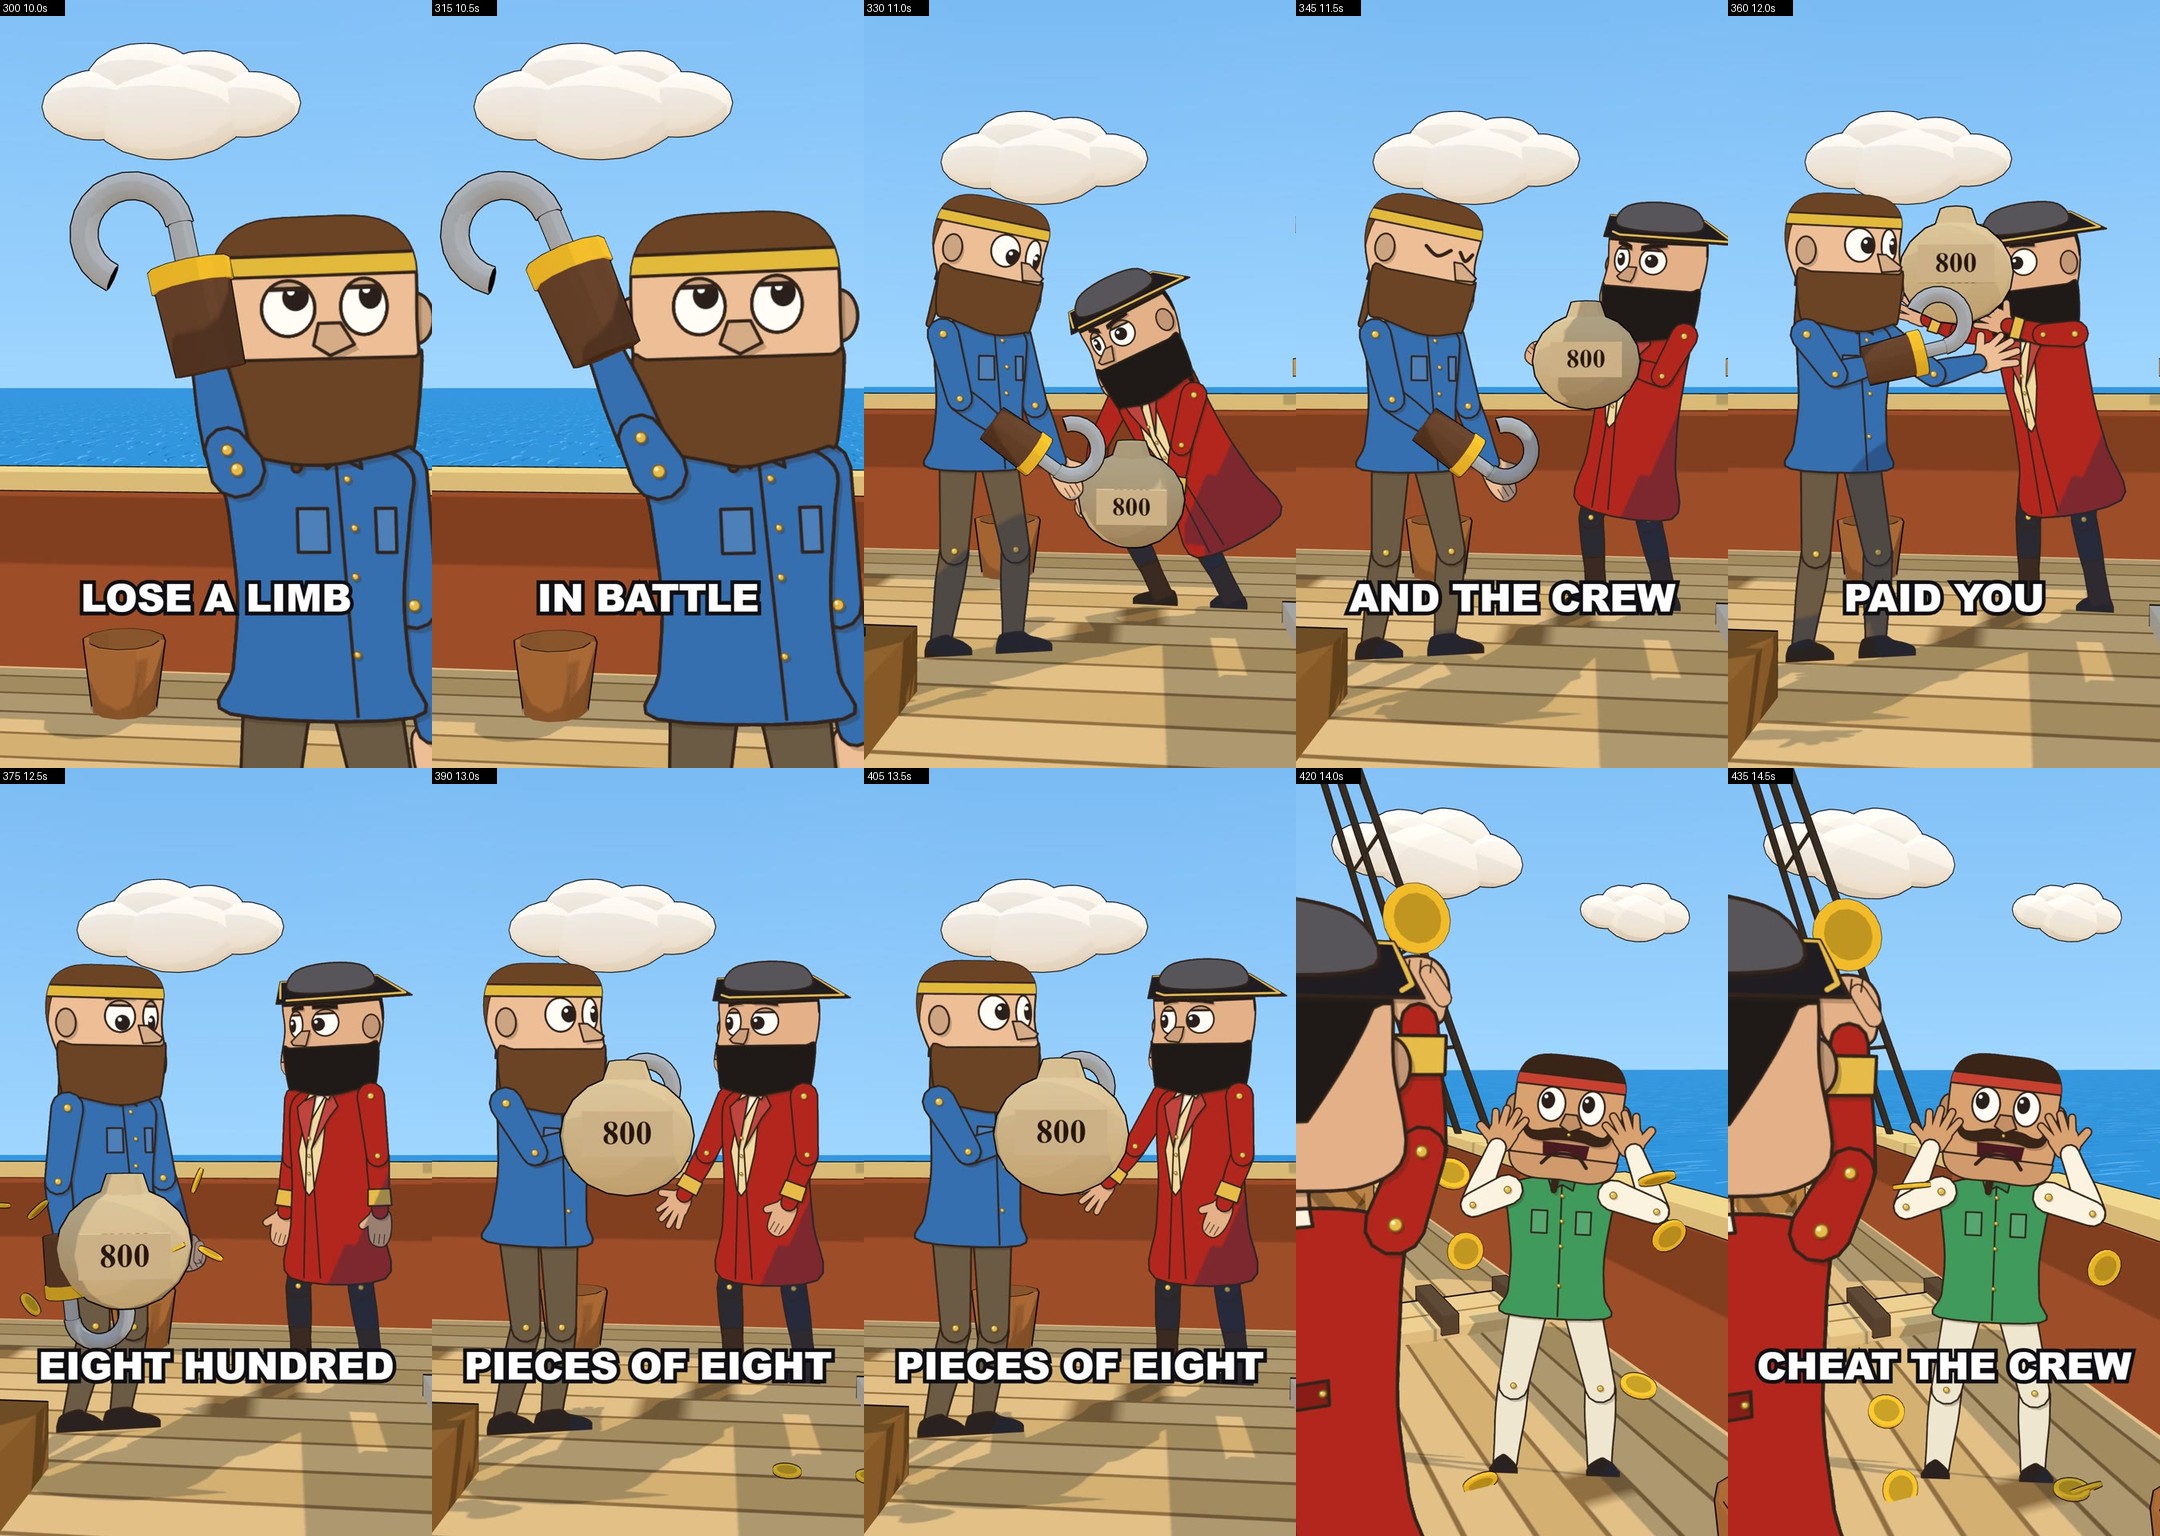 300 10.0s
LOSE A LIMB
315 10.5s
IN BATTLE
330 11.0s
800
345 11.5s
800
AND THE CREW
360 12.0s
800
PAID YOU
375 12.5s
800
EIGHT HUNDRED
390 13.0s
800
PIECES OF EIGHT
405 13.5s
800
PIECES OF EIGHT
420 14.0s
435 14.5s
CHEAT THE CREW